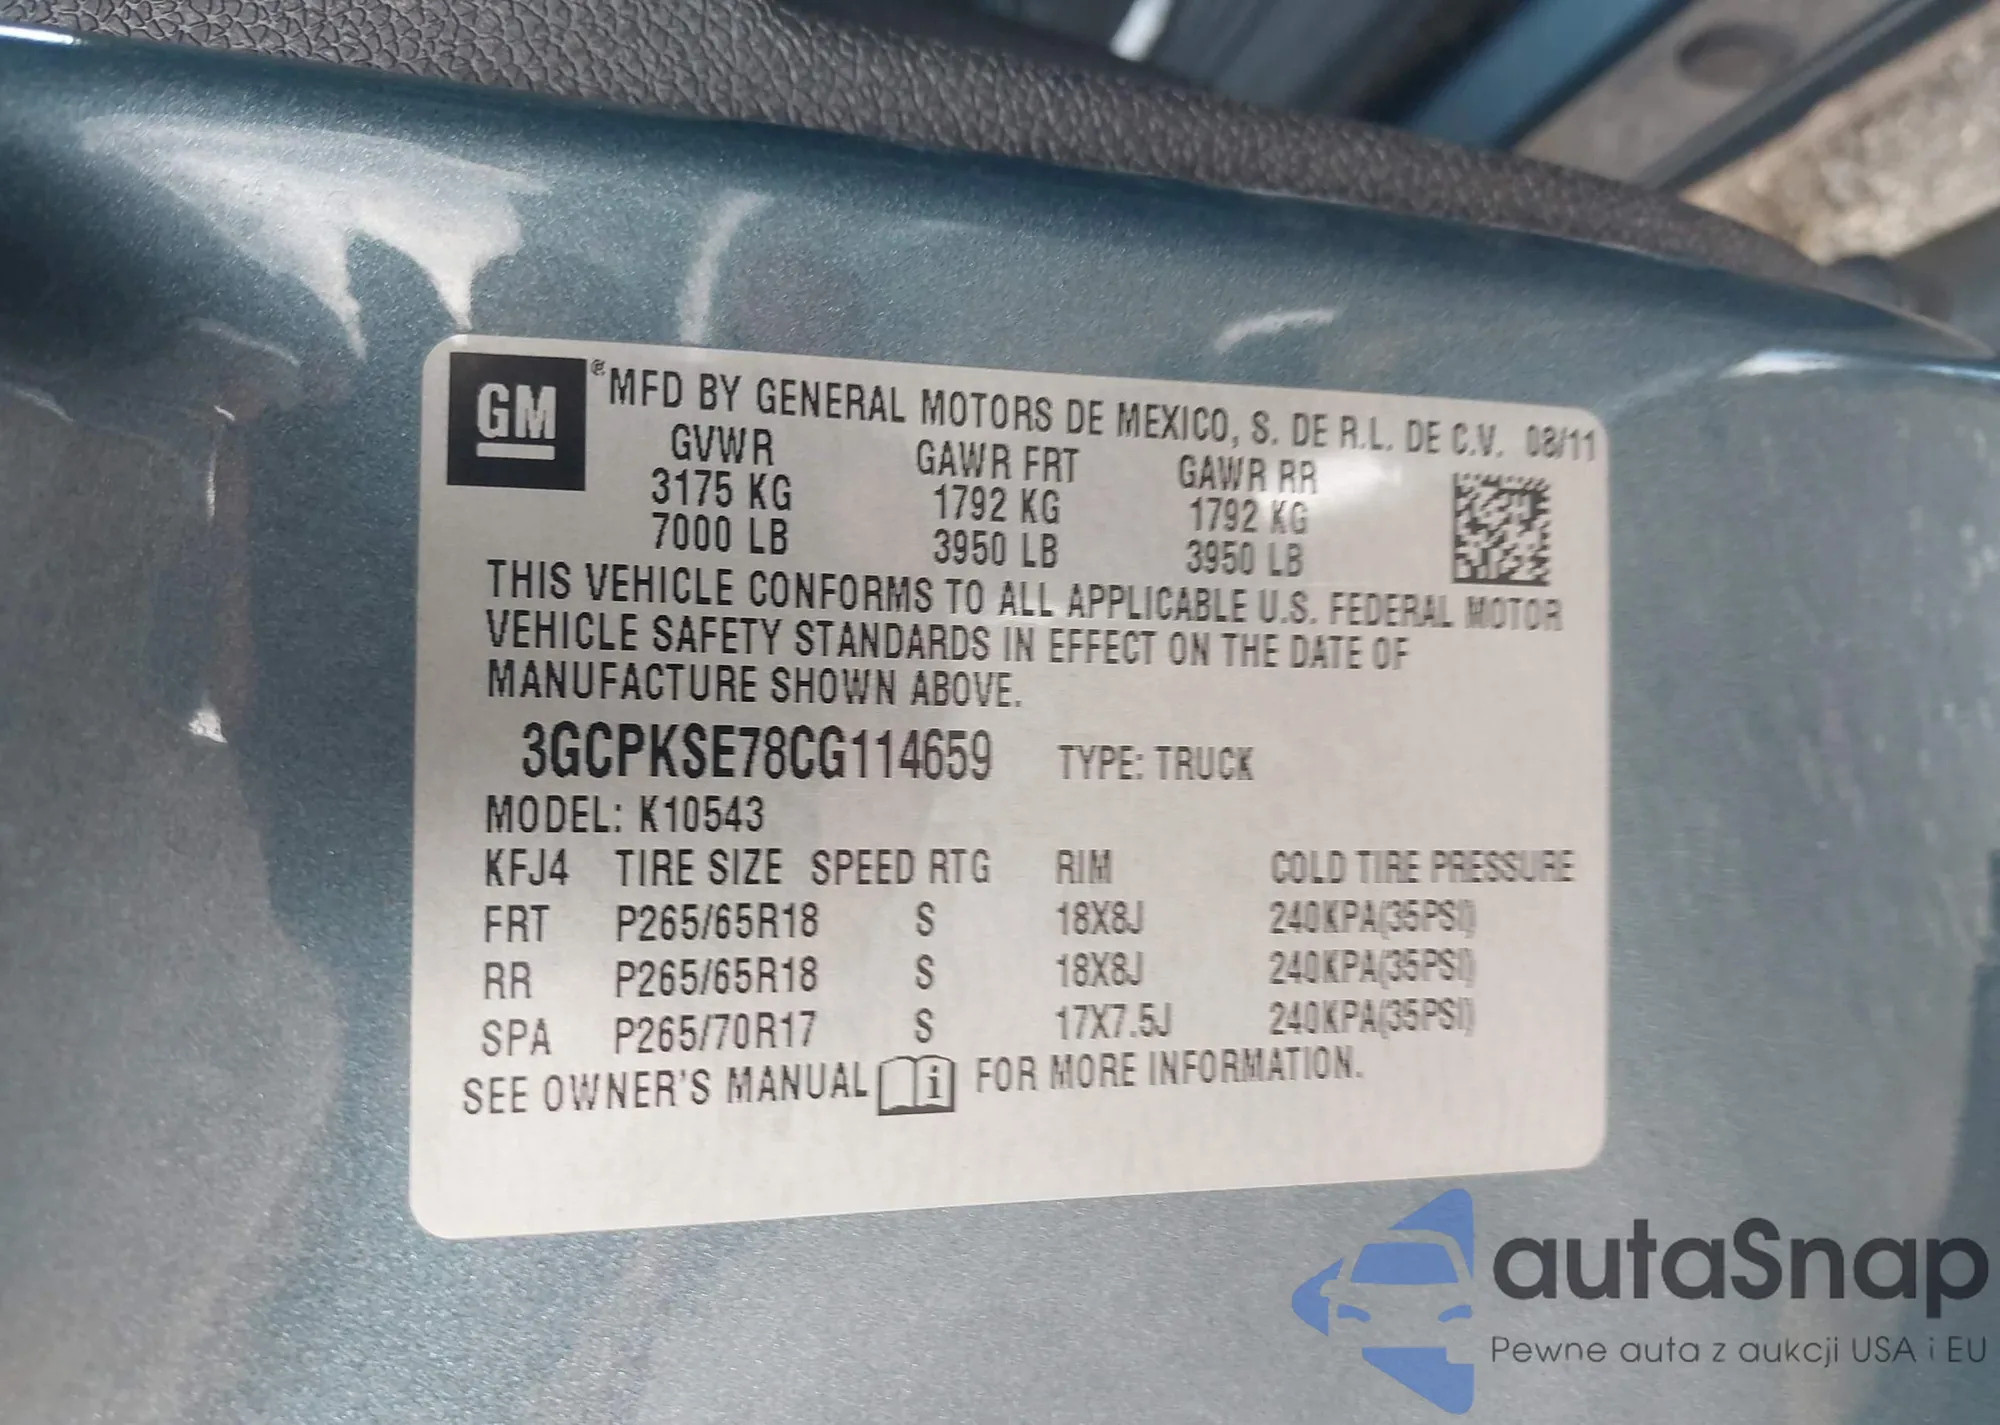 GM ® MFD BY GENERAL MOTORS DE MEXICO, S. DE R.L. DE C.V. 08/11
GVWR GAWR FRT GAWR RR
3175 KG 1792 KG 1792 KG
7000 LB 3950 LB 3950 LB
THIS VEHICLE CONFORMS TO ALL APPLICABLE U.S. FEDERAL MOTOR
VEHICLE SAFETY STANDARDS IN EFFECT ON THE DATE OF
MANUFACTURE SHOWN ABOVE.
3GCPKSE78CG114659 TYPE: TRUCK
MODEL: K10543
KFJ4 TIRE SIZE SPEED RTG RIM COLD TIRE PRESSURE
FRT P265/65R18 S 18X8J 240KPA(35PSI)
RR P265/65R18 S 18X8J 240KPA(35PSI)
SPA P265/70R17 S 17X7.5J 240KPA(35PSI)
SEE OWNER'S MANUAL i FOR MORE INFORMATION.
autaSnap
Pewne auta z aukcji USA i EU